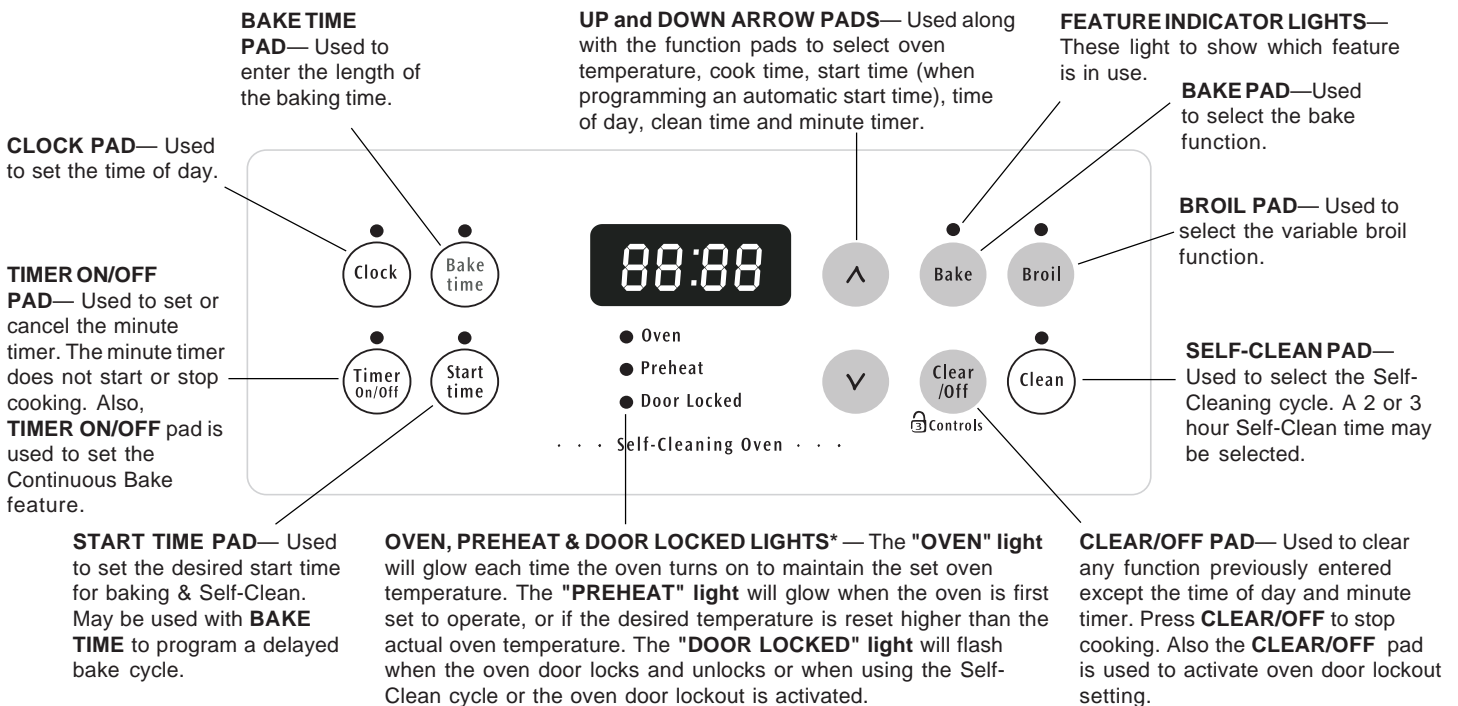 BAKE TIME
PAD— Used to
enter the length of
the baking time.
UP and DOWN ARROW PADS— Used along
with the function pads to select oven
temperature, cook time, start time (when
programming an automatic start time), time
of day, clean time and minute timer.
FEATURE INDICATOR LIGHTS—
These light to show which feature
is in use.
BAKE PAD—Used
to select the bake
function.
CLOCK PAD— Used
to set the time of day.
BROIL PAD— Used to
select the variable broil
function.
TIMER ON/OFF
PAD— Used to set or
cancel the minute
timer. The minute timer
does not start or stop
cooking. Also,
TIMER ON/OFF pad is
used to set the
Continuous Bake
feature.
Clock
Bake
time
88:88
Bake
Broil
Timer
On/Off
Start
time
Oven
Preheat
Door Locked
Clear
/Off
Clean
3 Controls
· · · Self-Cleaning Oven · · ·
SELF-CLEAN PAD—
Used to select the Self-
Cleaning cycle. A 2 or 3
hour Self-Clean time may
be selected.
START TIME PAD— Used
to set the desired start time
for baking & Self-Clean.
May be used with BAKE
TIME to program a delayed
bake cycle.
OVEN, PREHEAT & DOOR LOCKED LIGHTS* — The "OVEN" light
will glow each time the oven turns on to maintain the set oven
temperature. The "PREHEAT" light will glow when the oven is first
set to operate, or if the desired temperature is reset higher than the
actual oven temperature. The "DOOR LOCKED" light will flash
when the oven door locks and unlocks or when using the Self-
Clean cycle or the oven door lockout is activated.
CLEAR/OFF PAD— Used to clear
any function previously entered
except the time of day and minute
timer. Press CLEAR/OFF to stop
cooking. Also the CLEAR/OFF pad
is used to activate oven door lockout
setting.